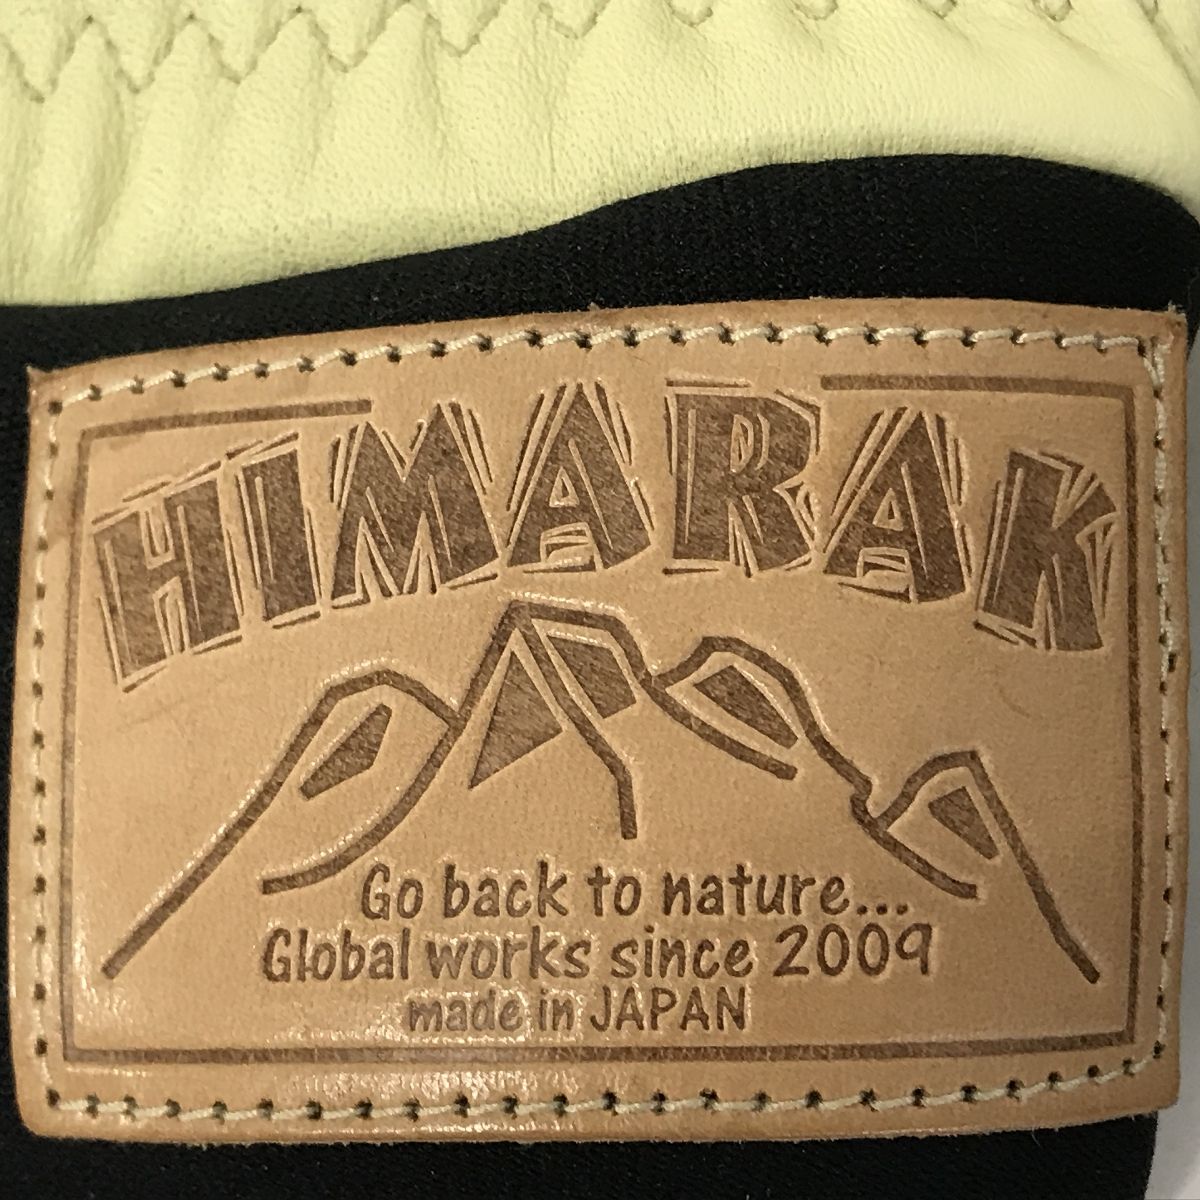 HIMARAK
Go back to nature...
Global works since 2009
made in JAPAN